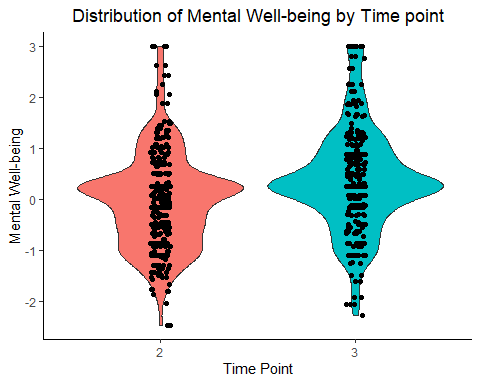 Distribution of Mental Well-being by Time point
Mental Well-being
3
2
1
0
-1
-2
2
3
Time Point